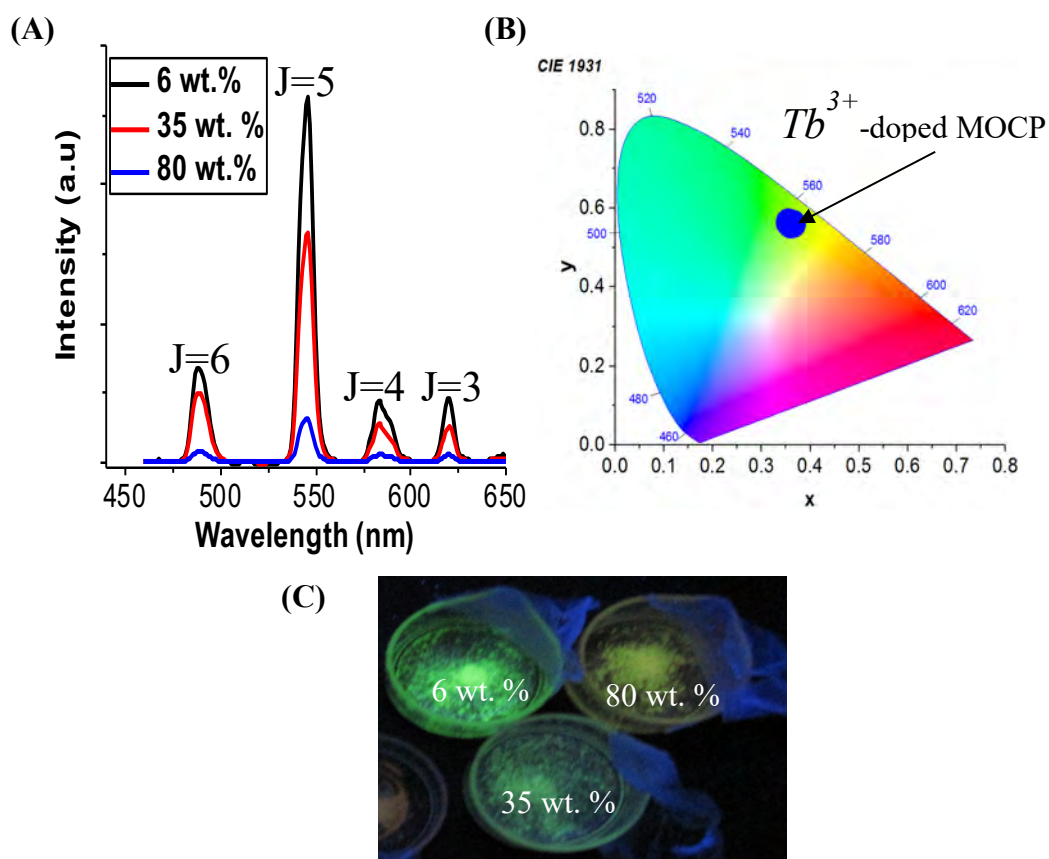 (A)
6 wt.%
35 wt. %
80 wt.%
J=5
J=6
J=4
J=3
Intensity (a.u)
450 500 550 600 650
Wavelength (nm)
(B)
CIE 1931
Tb3+-doped MOCP
520
540
560
500
580
600
620
480
460
0.8
0.6
0.4
0.2
0.0
y
0.0 0.1 0.2 0.3 0.4 0.5 0.6 0.7 0.8
x
(C)
6 wt. %
80 wt. %
35 wt. %